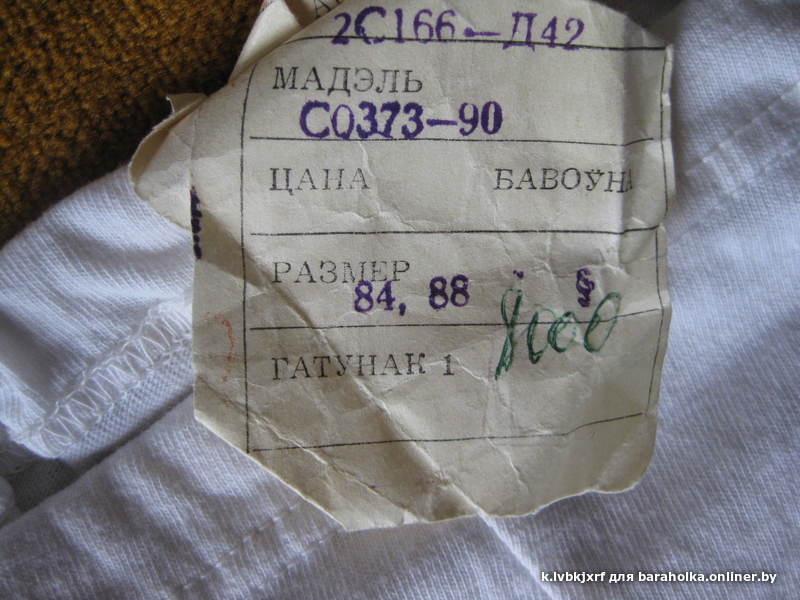 2С166–Д42
МАДЭЛЬ
С0373–90
ЦАНА БАВОЎНА
РАЗМЕР
84, 88 §
ГАТУНАК 1
k.lvbkjxrf для baraholka.onliner.by